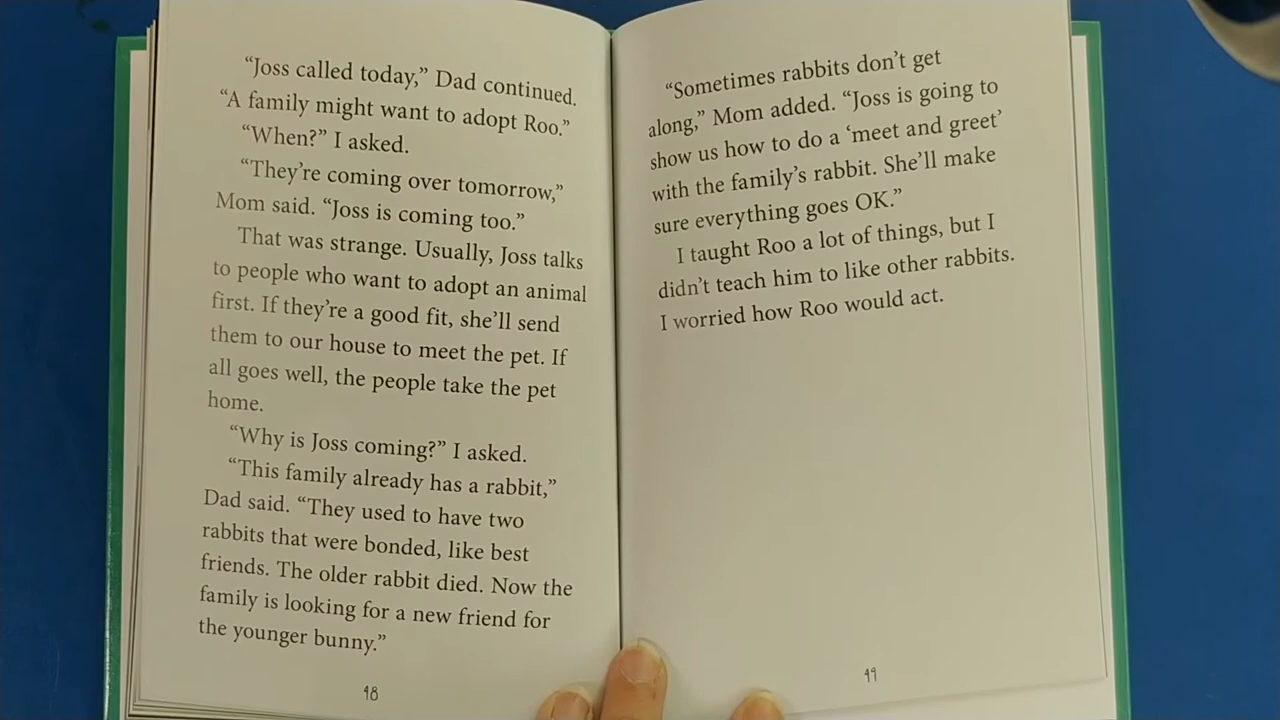 “Joss called today,” Dad continued.
“A family might want to adopt Roo.”
“When?” I asked.
“They’re coming over tomorrow,”
Mom said. “Joss is coming too.”
That was strange. Usually, Joss talks
to people who want to adopt an animal
first. If they’re a good fit, she’ll send
them to our house to meet the pet. If
all goes well, the people take the pet
home.
“Why is Joss coming?” I asked.
“This family already has a rabbit,”
Dad said. “They used to have two
rabbits that were bonded, like best
friends. The older rabbit died. Now the
family is looking for a new friend for
the younger bunny.”
48
“Sometimes rabbits don’t get
along,” Mom added. “Joss is going to
show us how to do a ‘meet and greet’
with the family’s rabbit. She’ll make
sure everything goes OK.”
I taught Roo a lot of things, but I
didn’t teach him to like other rabbits.
I worried how Roo would act.
49